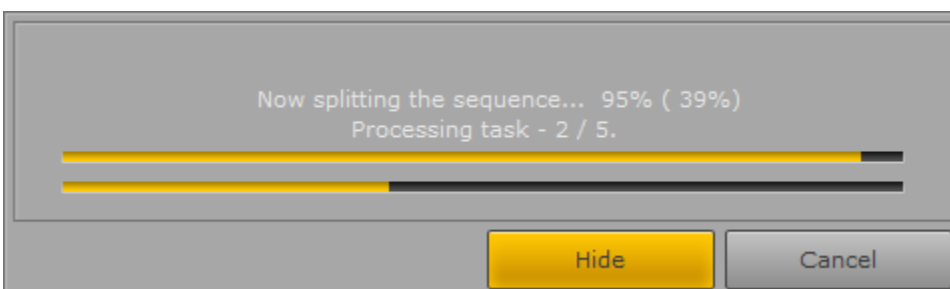 Now splitting the sequence... 95% ( 39%)
Processing task - 2 / 5.
Hide
Cancel